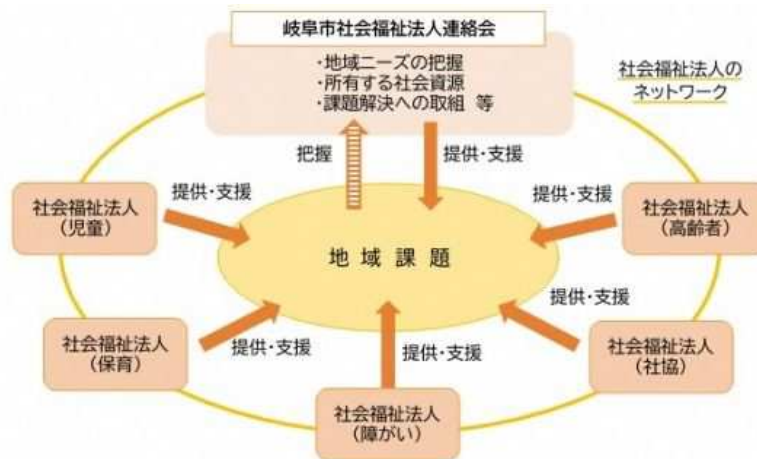 岐阜市社会福祉法人連絡会
・地域ニーズの把握
・所有する社会資源
・課題解決への取組 等
社会福祉法人の
ネットワーク
把握
提供・支援
社会福祉法人
(児童)
提供・支援
提供・支援
社会福祉法人
(高齢者)
地域課題
社会福祉法人
(保育)
提供・支援
提供・支援
提供・支援
社会福祉法人
(社協)
社会福祉法人
(障がい)